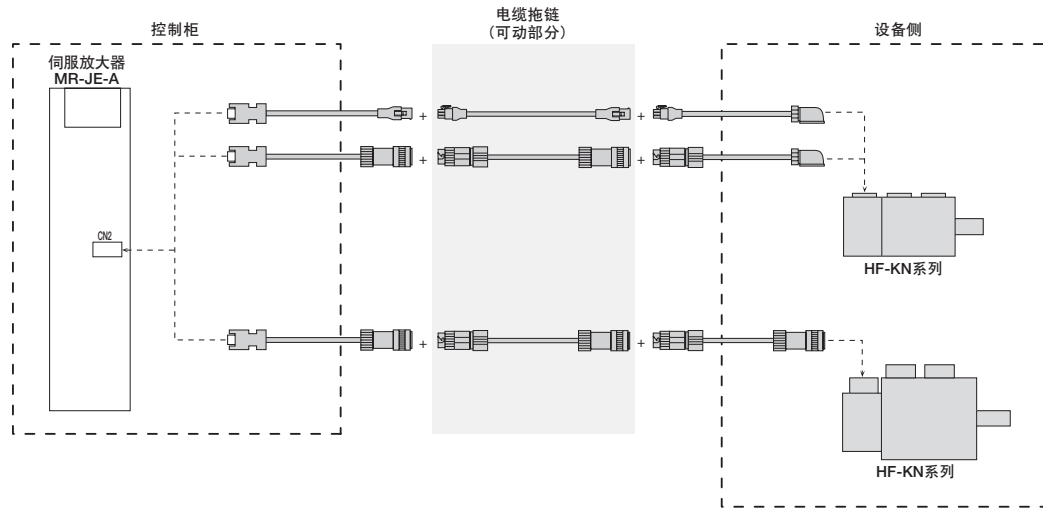 控制柜
电缆拖链
（可动部分）
设备侧
伺服放大器
MR-JE-A
+
+
+
+
CN2
HF-KN系列
+
+
HF-KN系列